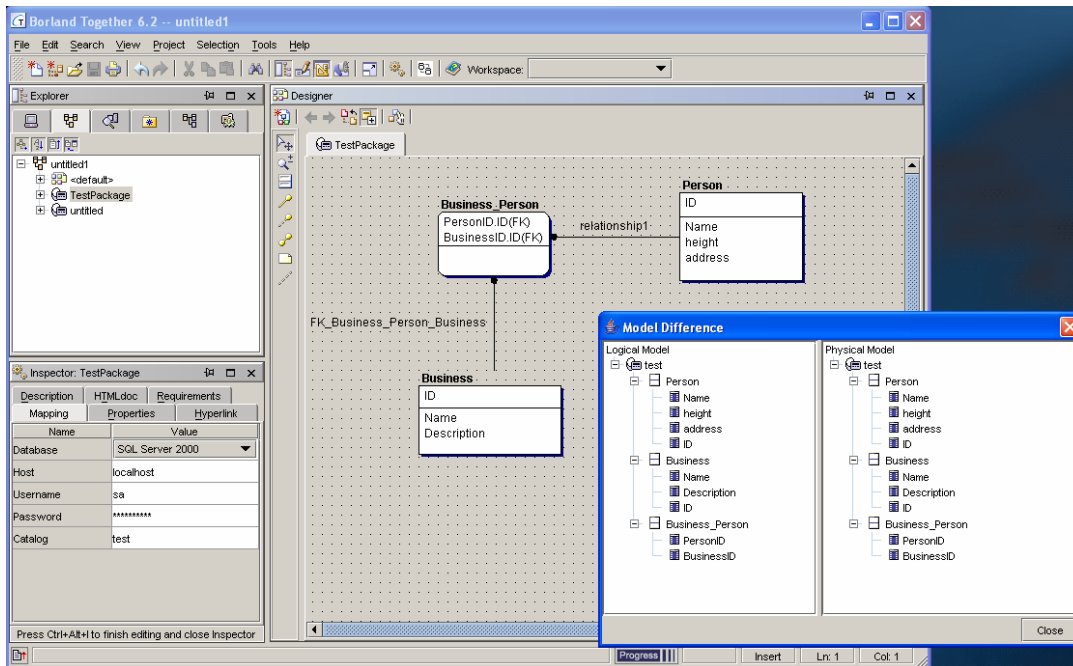 Borland Together 6.2 -- untitled1
File Edit Search View Project Selection Tools Help
Workspace:
Explorer
untitled1
<default>
TestPackage
untitled
Inspector: TestPackage
Description HTMLdoc Requirements
Mapping Properties Hyperlink
Name Value
Database SQL Server 2000
Host localhost
Username sa
Password **********
Catalog test
Press Ctrl+Alt+I to finish editing and close Inspector
Designer
TestPackage
Business_Person
PersonID.ID(FK)
BusinessID.ID(FK)
relationship1
Person
ID
Name
height
address
FK_Business_Person_Business
Business
ID
Name
Description
Model Difference
Logical Model
test
Person
Name
height
address
ID
Business
Name
Description
ID
Business_Person
PersonID
BusinessID
Physical Model
test
Person
Name
height
address
ID
Business
Name
Description
ID
Business_Person
PersonID
BusinessID
Close
Progress Insert Ln: 1 Col: 1